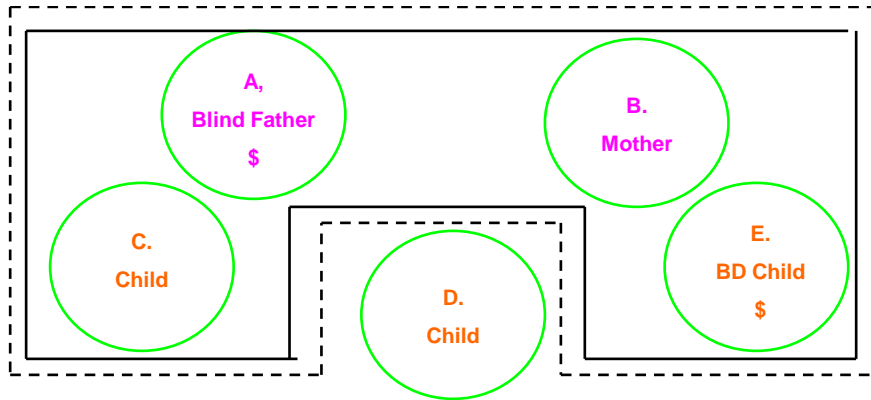 A,
Blind Father
$
B.
Mother
C.
Child
D.
Child
E.
BD Child
$